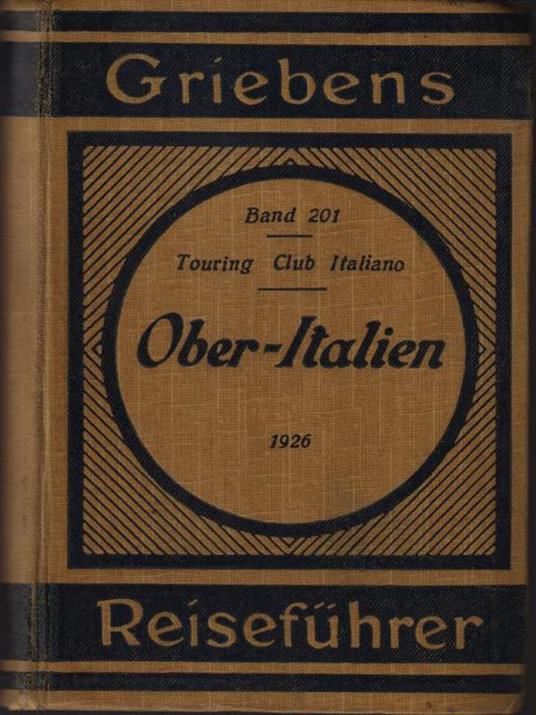 Griebens
Band 201
Touring Club Italiano
Ober-Italien
1926
Reiseführer